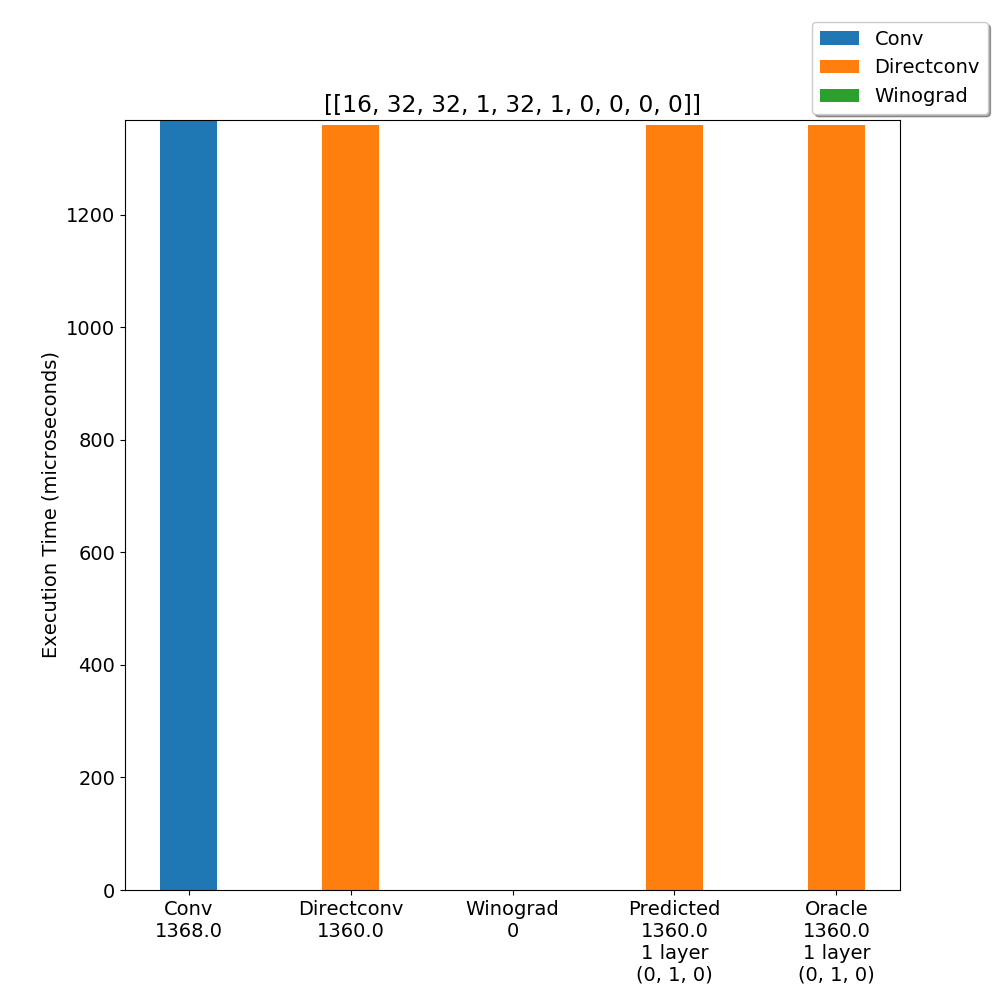 Conv
Directconv
Winograd
[[16, 32, 32, 1, 32, 1, 0, 0, 0, 0]]
Execution Time (microseconds)
1200
1000
800
600
400
200
0
Conv
1368.0
Directconv
1360.0
Winograd
0
Predicted
1360.0
1 layer
(0, 1, 0)
Oracle
1360.0
1 layer
(0, 1, 0)